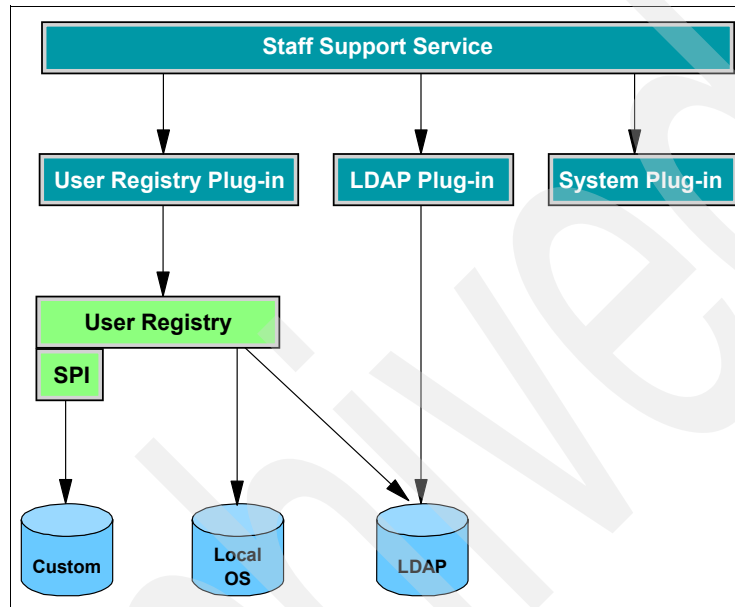 Staff Support Service
User Registry Plug-in
LDAP Plug-in
System Plug-in
User Registry
SPI
Custom
Local
OS
LDAP